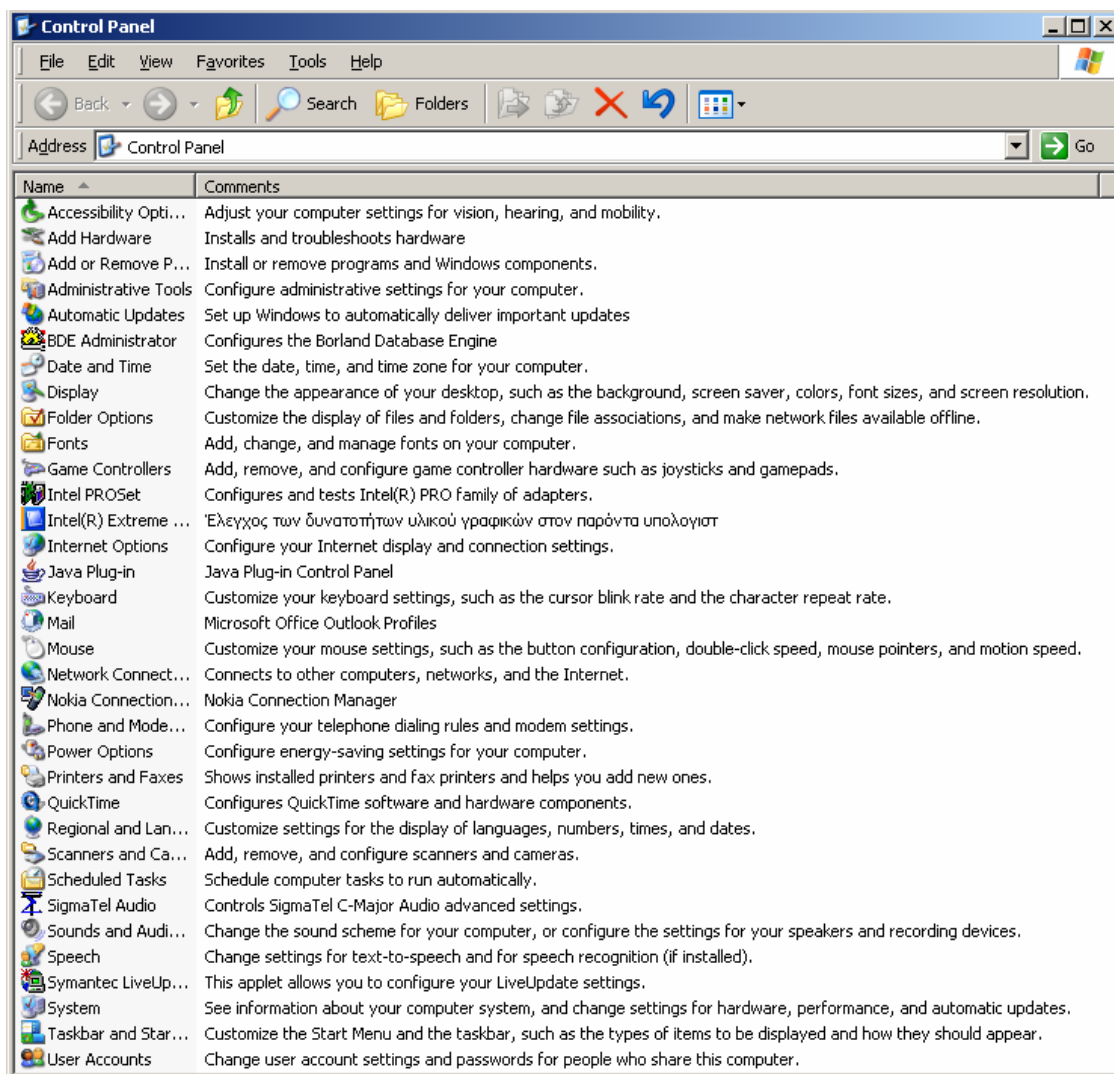 Control Panel
File Edit View Favorites Tools Help
Back Search Folders
Address Control Panel Go
Name Comments
Accessibility Opti... Adjust your computer settings for vision, hearing, and mobility.
Add Hardware Installs and troubleshoots hardware
Add or Remove P... Install or remove programs and Windows components.
Administrative Tools Configure administrative settings for your computer.
Automatic Updates Set up Windows to automatically deliver important updates
BDE Administrator Configures the Borland Database Engine
Date and Time Set the date, time, and time zone for your computer.
Display Change the appearance of your desktop, such as the background, screen saver, colors, font sizes, and screen resolution.
Folder Options Customize the display of files and folders, change file associations, and make network files available offline.
Fonts Add, change, and manage fonts on your computer.
Game Controllers Add, remove, and configure game controller hardware such as joysticks and gamepads.
Intel PROSet Configures and tests Intel(R) PRO family of adapters.
Intel(R) Extreme ... Έλεγχος των δυνατοτήτων υλικού γραφικών στον παρόντα υπολογιστ
Internet Options Configure your Internet display and connection settings.
Java Plug-in Java Plug-in Control Panel
Keyboard Customize your keyboard settings, such as the cursor blink rate and the character repeat rate.
Mail Microsoft Office Outlook Profiles
Mouse Customize your mouse settings, such as the button configuration, double-click speed, mouse pointers, and motion speed.
Network Connect... Connects to other computers, networks, and the Internet.
Nokia Connection... Nokia Connection Manager
Phone and Mode... Configure your telephone dialing rules and modem settings.
Power Options Configure energy-saving settings for your computer.
Printers and Faxes Shows installed printers and fax printers and helps you add new ones.
QuickTime Configures QuickTime software and hardware components.
Regional and Lan... Customize settings for the display of languages, numbers, times, and dates.
Scanners and Ca... Add, remove, and configure scanners and cameras.
Scheduled Tasks Schedule computer tasks to run automatically.
SigmaTel Audio Controls SigmaTel C-Major Audio advanced settings.
Sounds and Audi... Change the sound scheme for your computer, or configure the settings for your speakers and recording devices.
Speech Change settings for text-to-speech and for speech recognition (if installed).
Symantec LiveUp... This applet allows you to configure your LiveUpdate settings.
System See information about your computer system, and change settings for hardware, performance, and automatic updates.
Taskbar and Star... Customize the Start Menu and the taskbar, such as the types of items to be displayed and how they should appear.
User Accounts Change user account settings and passwords for people who share this computer.